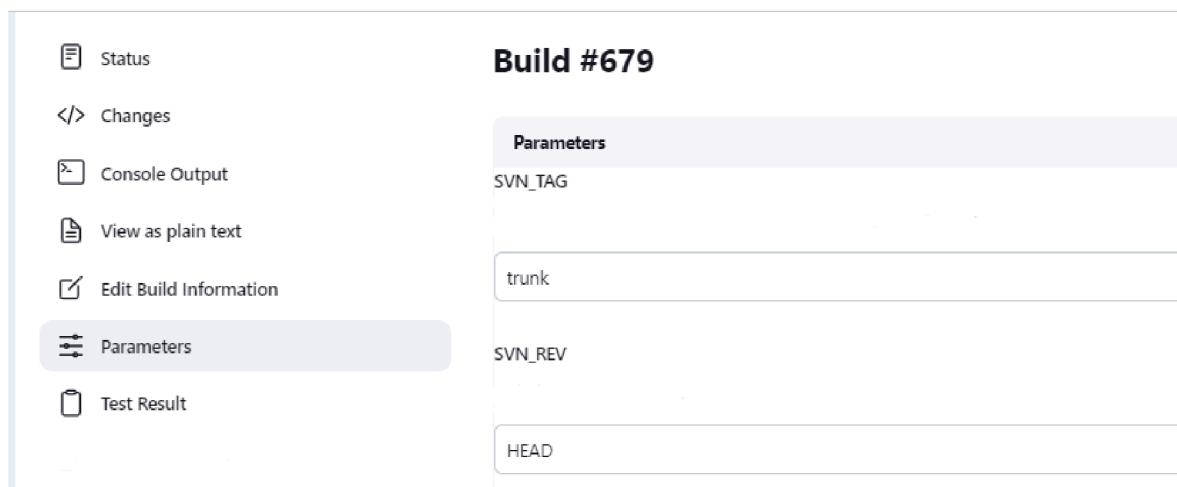 Status
Changes
Console Output
View as plain text
Edit Build Information
Parameters
Test Result
Build #679
Parameters
SVN_TAG
trunk
SVN_REV
HEAD